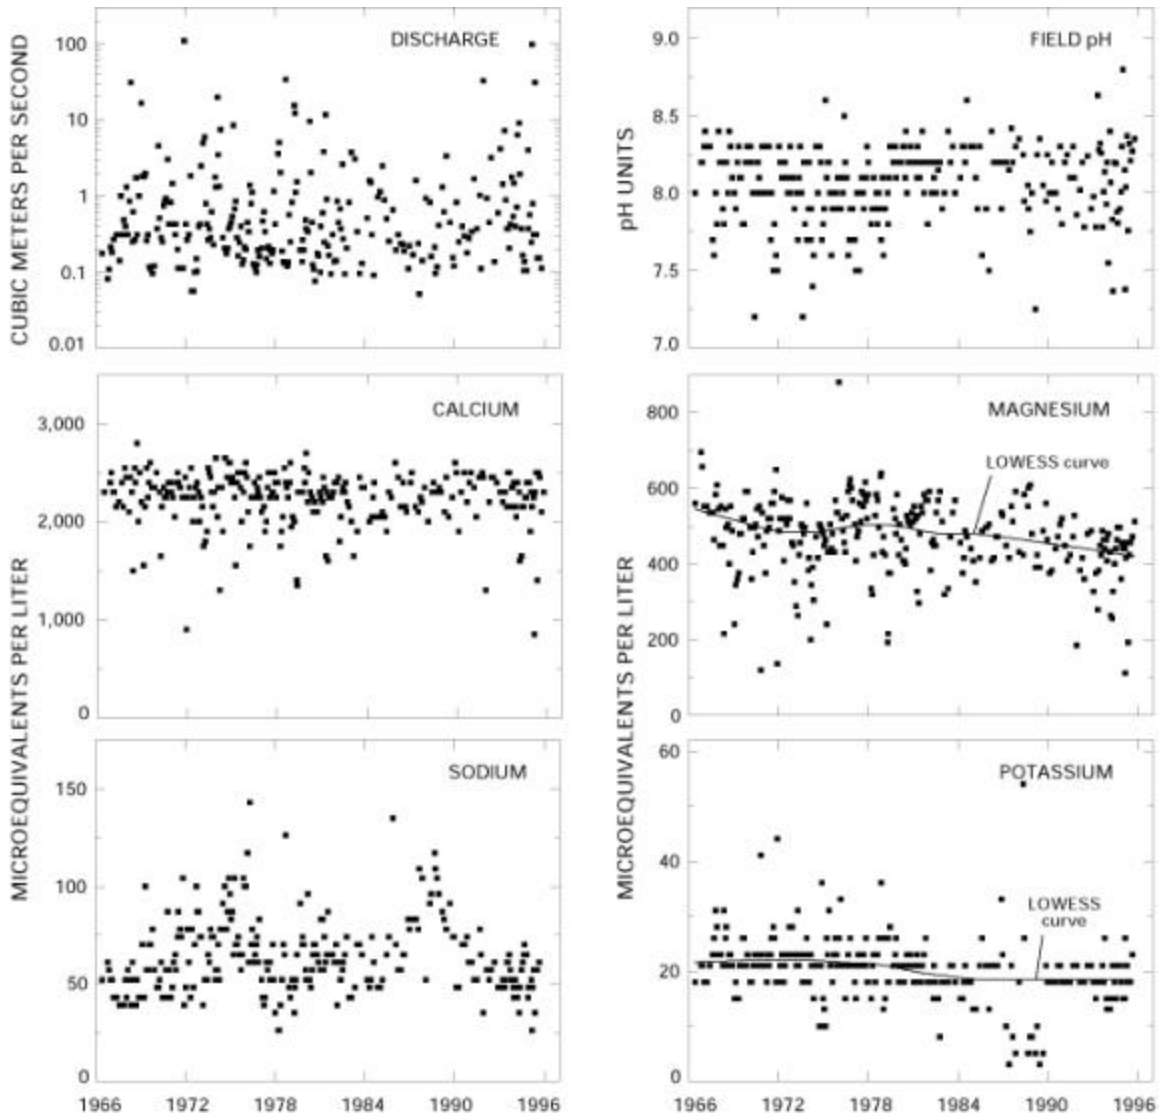 DISCHARGE
CUBIC METERS PER SECOND
100
10
1
0.1
0.01
FIELD pH
pH UNITS
9.0
8.5
8.0
7.5
7.0
CALCIUM
3,000
2,000
1,000
0
MAGNESIUM
LOWESS curve
800
600
400
200
0
MICROEQUIVALENTS PER LITER
MICROEQUIVALENTS PER LITER
SODIUM
150
100
50
0
1966 1972 1978 1984 1990 1996
POTASSIUM
LOWESS
curve
60
40
20
0
1966 1972 1978 1984 1990 1996